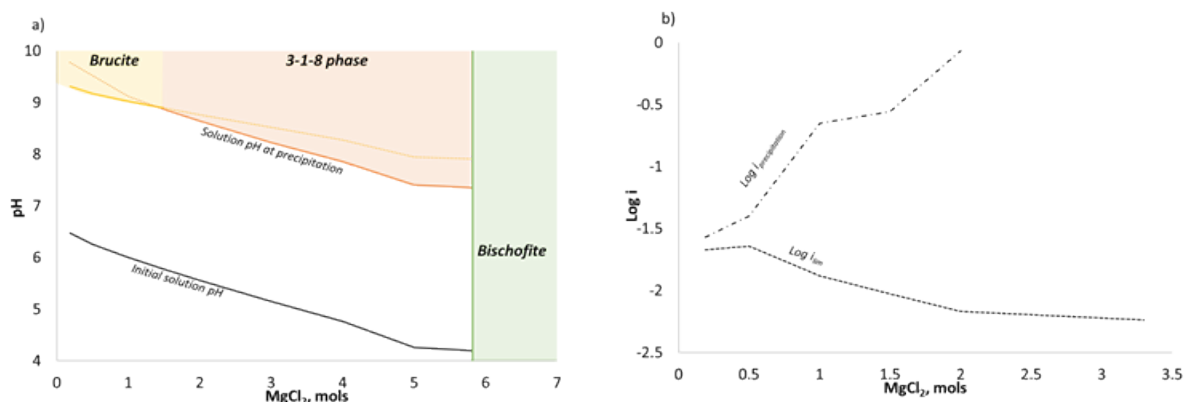 a)
10
9
8
7
6
5
4
pH
Brucite
3-1-8 phase
Solution pH at precipitation
Initial solution pH
Bischofite
0 1 2 3 4 5 6 7
MgCl2, mols
b)
0
-0.5
-1
-1.5
-2
-2.5
Log i
Log iprecipitation
Log ilim
0 0.5 1 1.5 2 2.5 3 3.5
MgCl2, mols